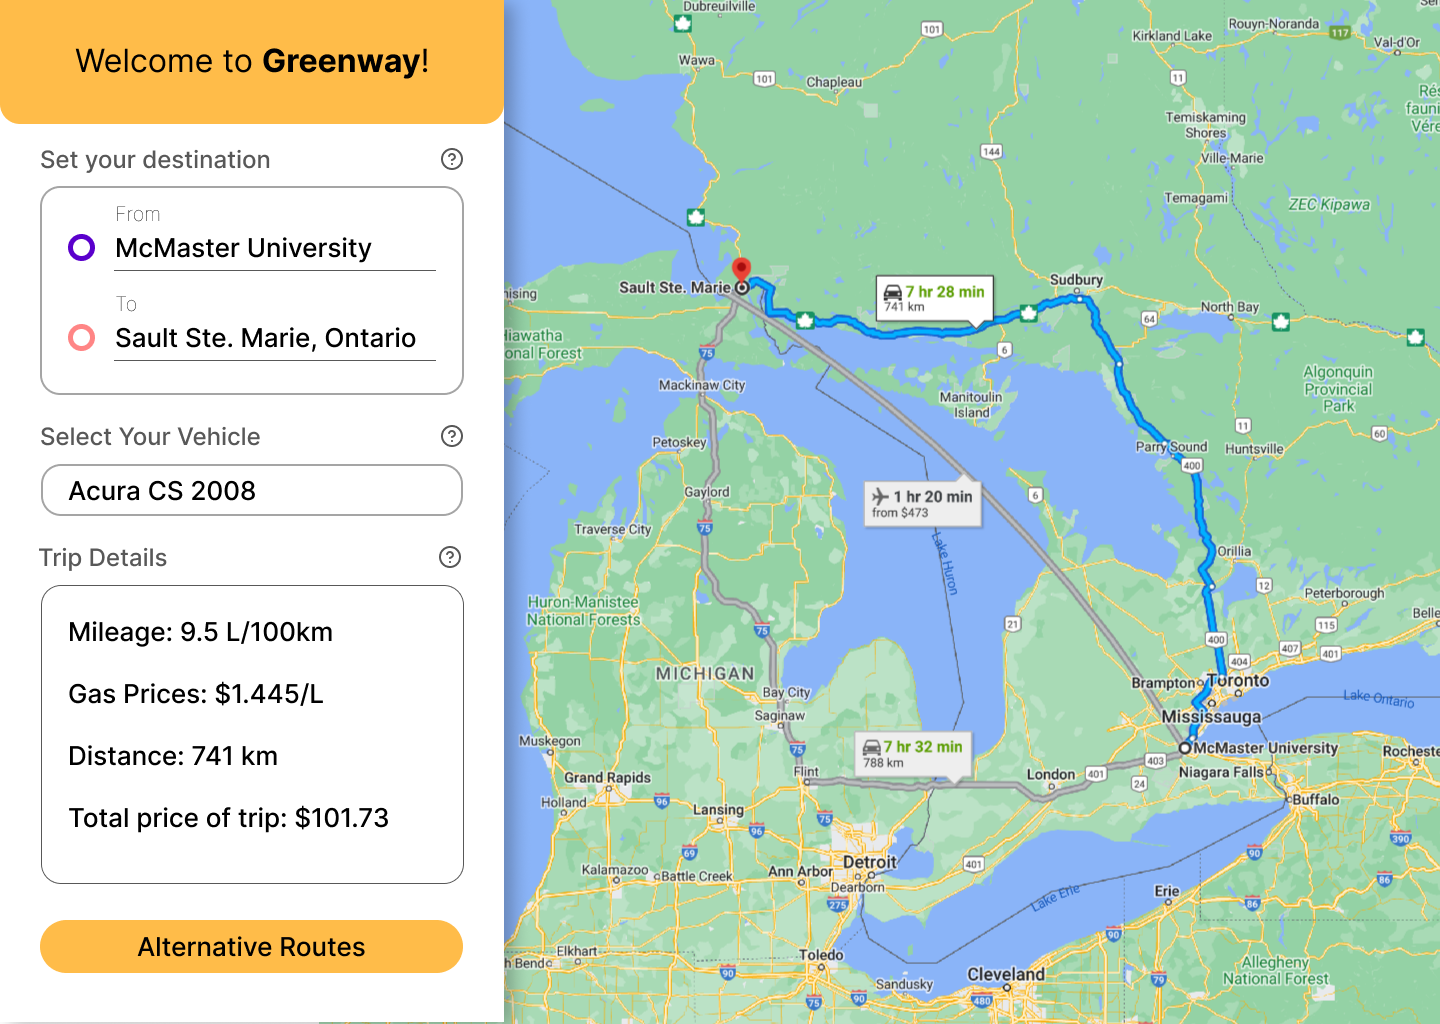 Welcome to Greenway!
Set your destination
From
McMaster University
To
Sault Ste. Marie, Ontario
Select Your Vehicle
Acura CS 2008
Trip Details
Mileage: 9.5 L/100km
Gas Prices: $1.445/L
Distance: 741 km
Total price of trip: $101.73
Alternative Routes
Dubreuilville
101
Rouyn-Noranda
117
Kirkland Lake
Val-d'Or
Wawa
101
Chapleau
11
Temiskaming
Shores
144
Ville-Marie
Temagami
ZEC Kipawa
Sault Ste. Marie
Sudbury
7 hr 28 min
741 km
North Bay
64
6
75
Mackinaw City
Manitoulin
Island
Algonquin
Provincial
Park
11
60
Petoskey
Parry Sound
Huntsville
400
Gaylord
1 hr 20 min
from $473
6
75
Traverse City
Lake Huron
Orillia
12
Huron-Manistee
National Forests
Peterborough
21
115
75
400
407
401
404
MICHIGAN
Brampton
Toronto
Bay City
Lake Ontario
Saginaw
Mississauga
Muskegon
75
7 hr 32 min
788 km
McMaster University
403
Flint
London
401
Niagara Falls
24
Grand Rapids
Holland
96
Lansing
75
96
Buffalo
390
69
Kalamazoo
Battle Creek
Ann Arbor
Detroit
Dearborn
401
90
86
275
Lake Erie
Erie
86
90
Elkhart
Toledo
90
Cleveland
Allegheny
National Forest
79
Sandusky
75
90
480